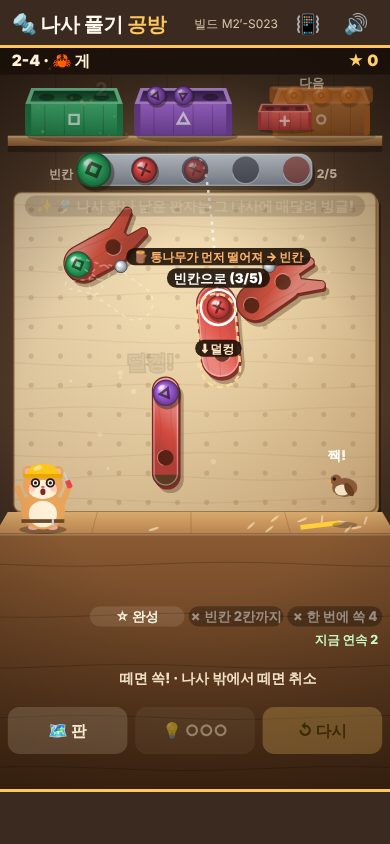 나사 풀기 공방
빌드 M2′-S023
2-4 · 게
★ 0
다음
빈칸
2/5
통나무가 먼저 떨어져 → 빈칸
빈칸으로 (3/5)
⬇덜컹
덜컹!
짹!
☆ 완성
× 빈칸 2칸까지
× 한 번에 쏙 4
지금 연속 2
떼면 쏙! · 나사 밖에서 떼면 취소
판
다시